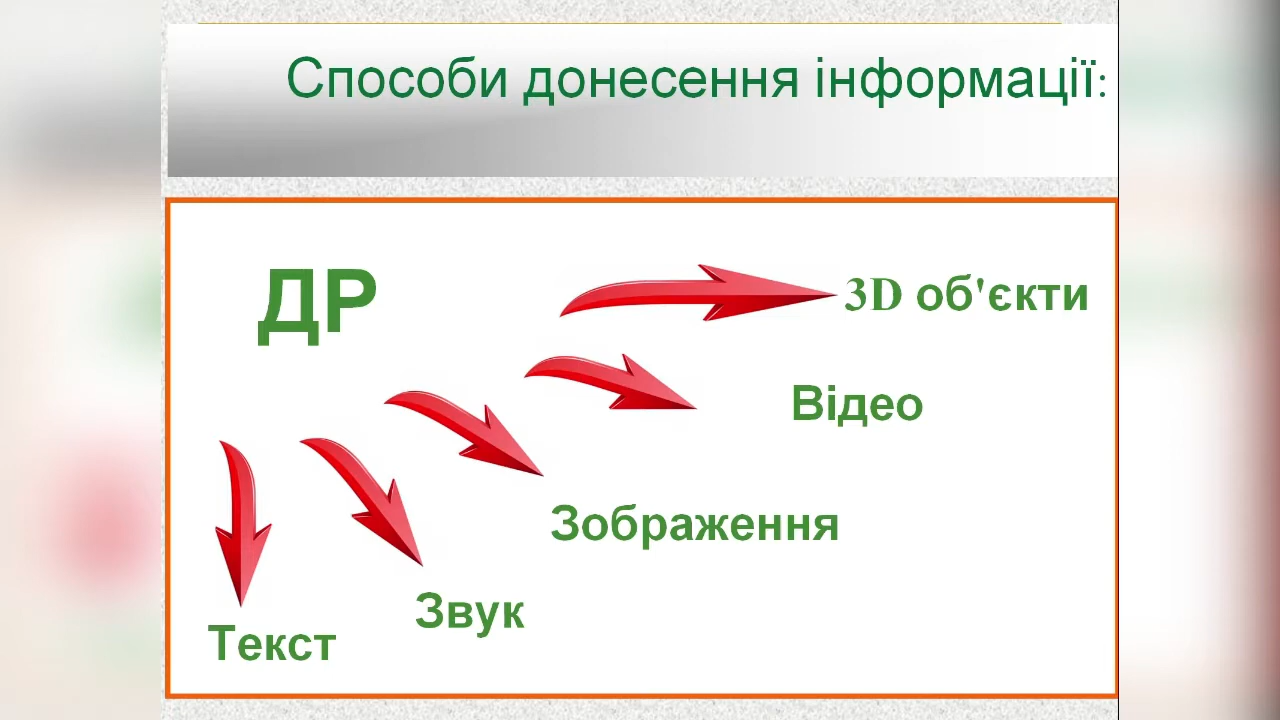 Способи донесення інформації:
ДР
3D об'єкти
Відео
Зображення
Звук
Текст